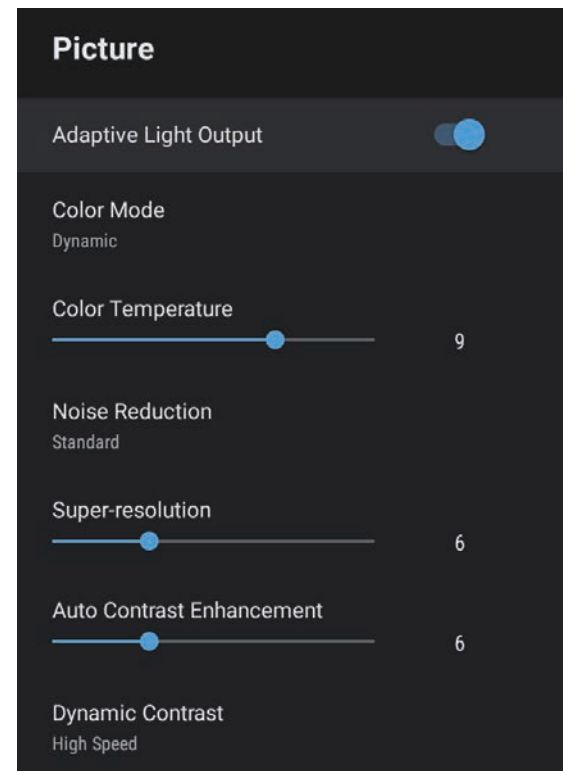 Picture
Adaptive Light Output
Color Mode
Dynamic
Color Temperature
9
Noise Reduction
Standard
Super-resolution
6
Auto Contrast Enhancement
6
Dynamic Contrast
High Speed